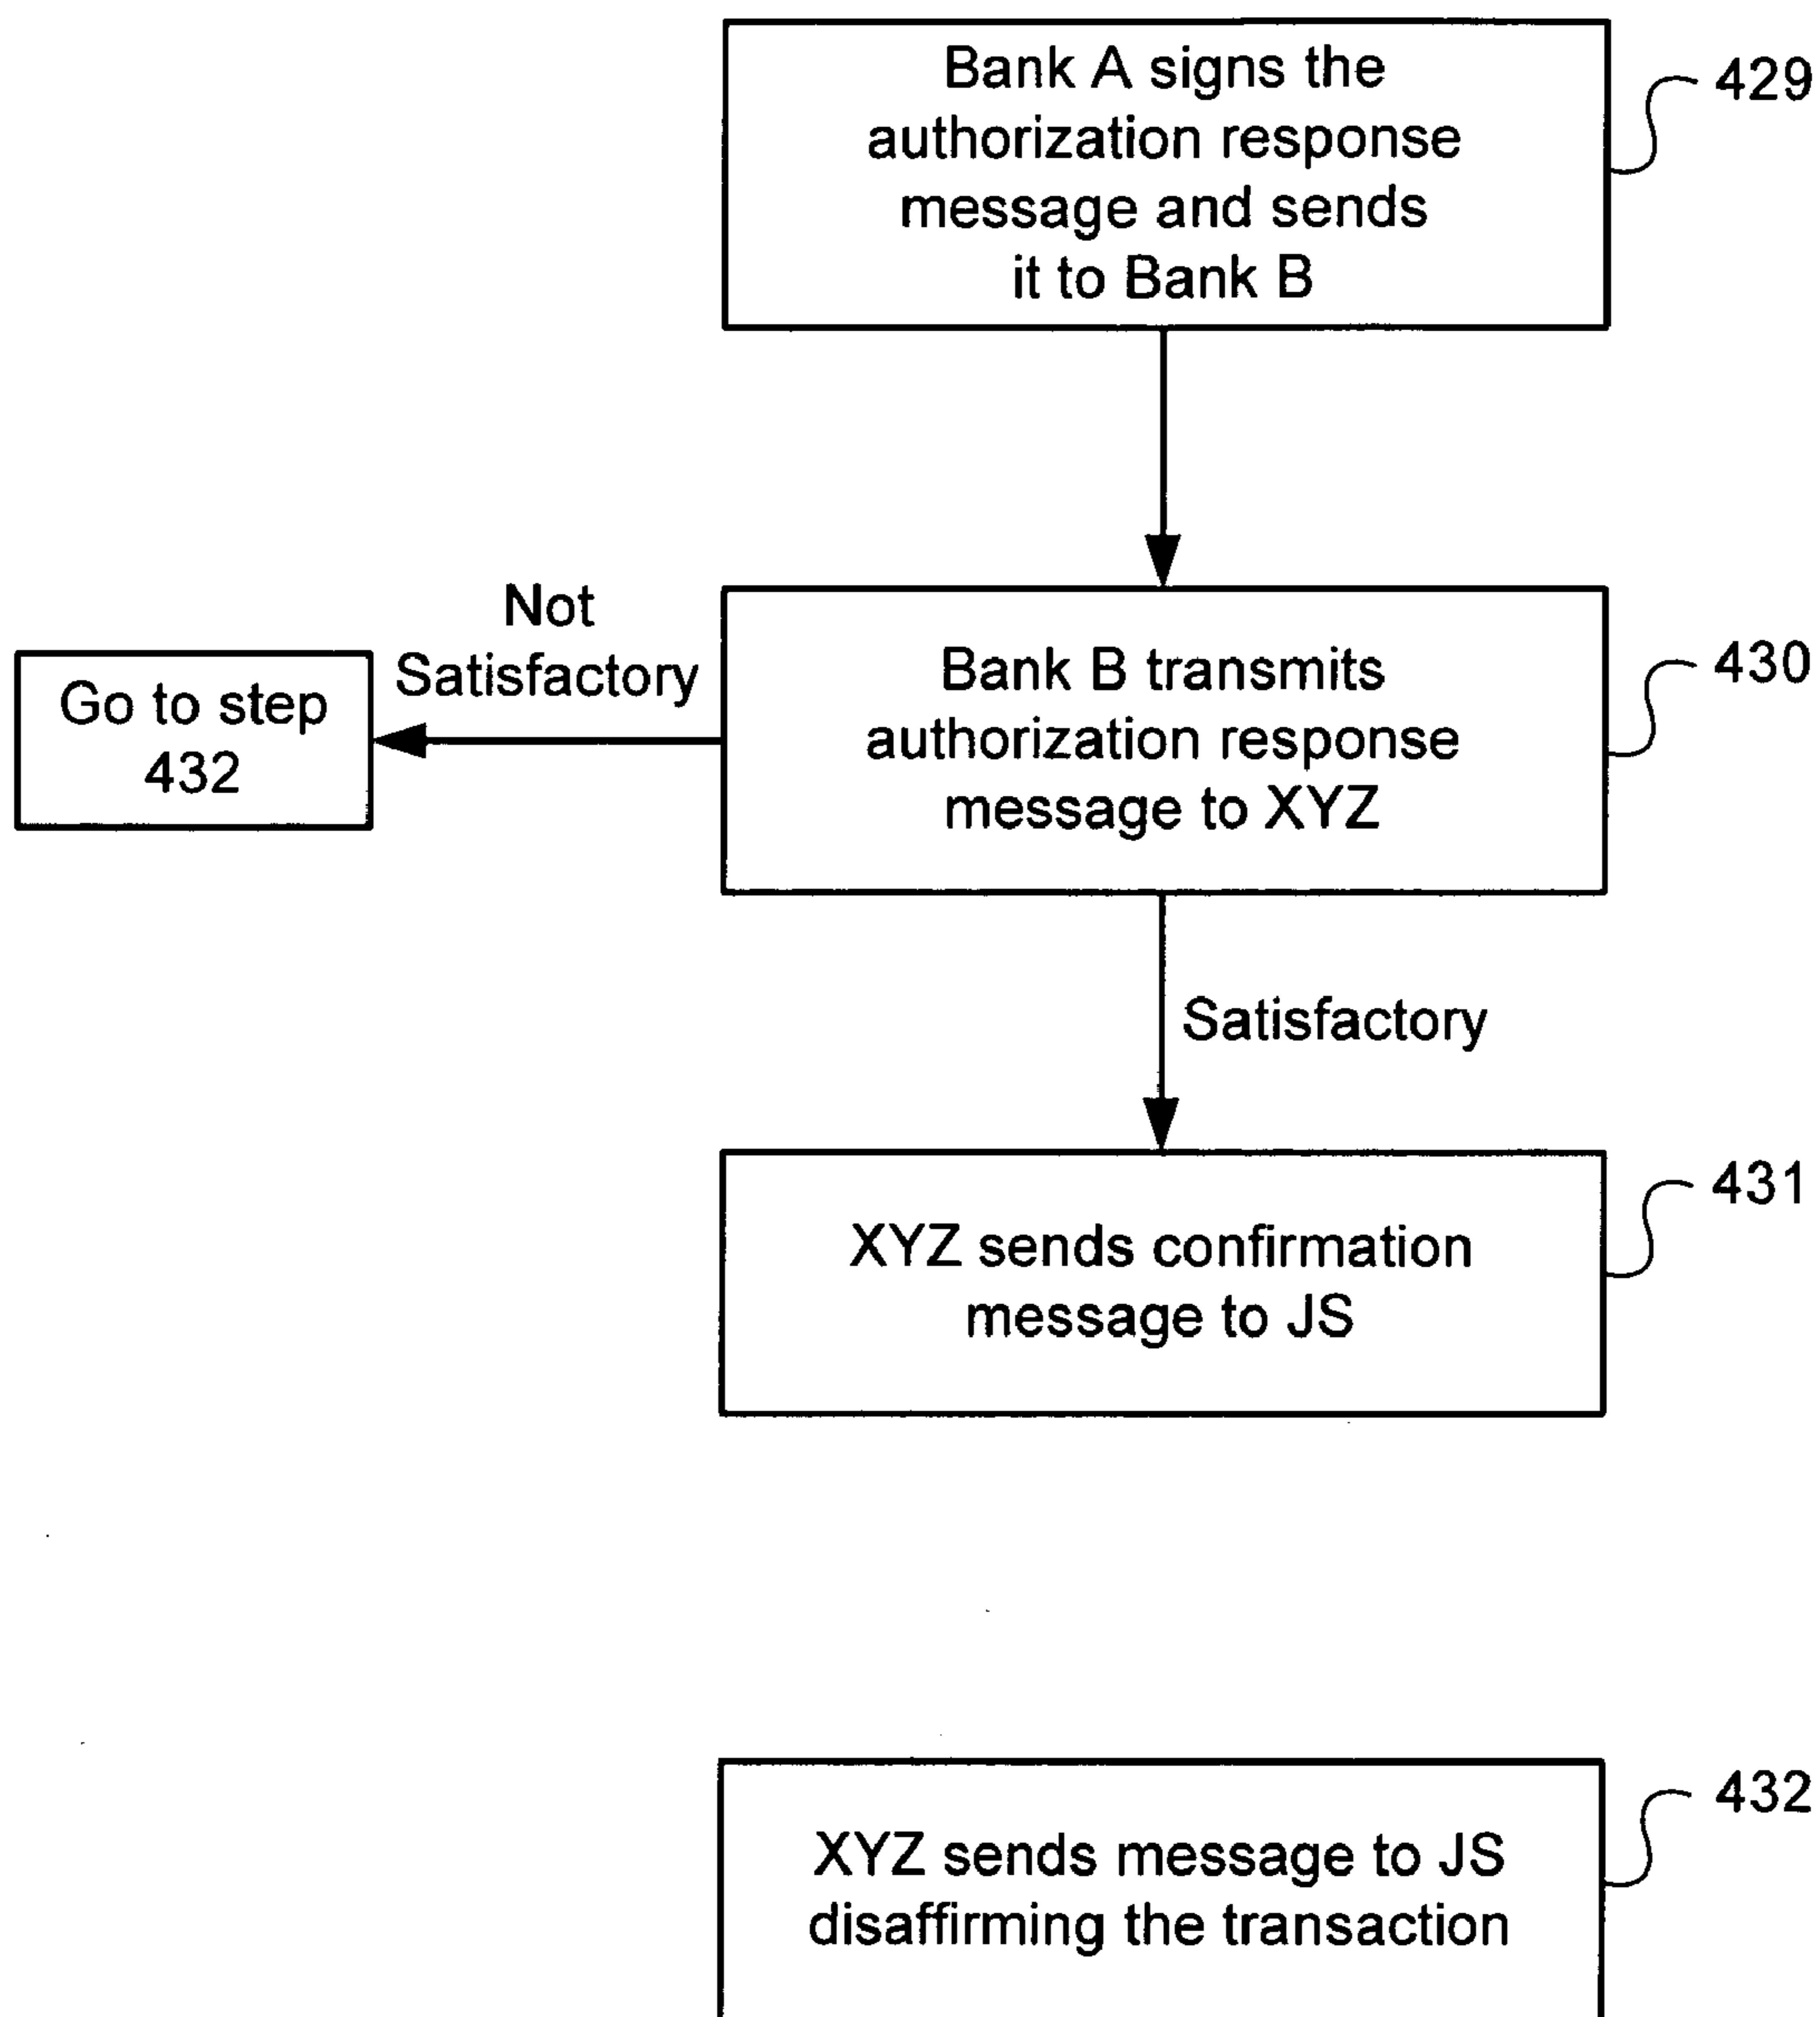 Bank A signs the
authorization response
message and sends
it to Bank B
429
Not
Satisfactory
Go to step
432
Bank B transmits
authorization response
message to XYZ
430
Satisfactory
XYZ sends confirmation
message to JS
431
XYZ sends message to JS
disaffirming the transaction
432